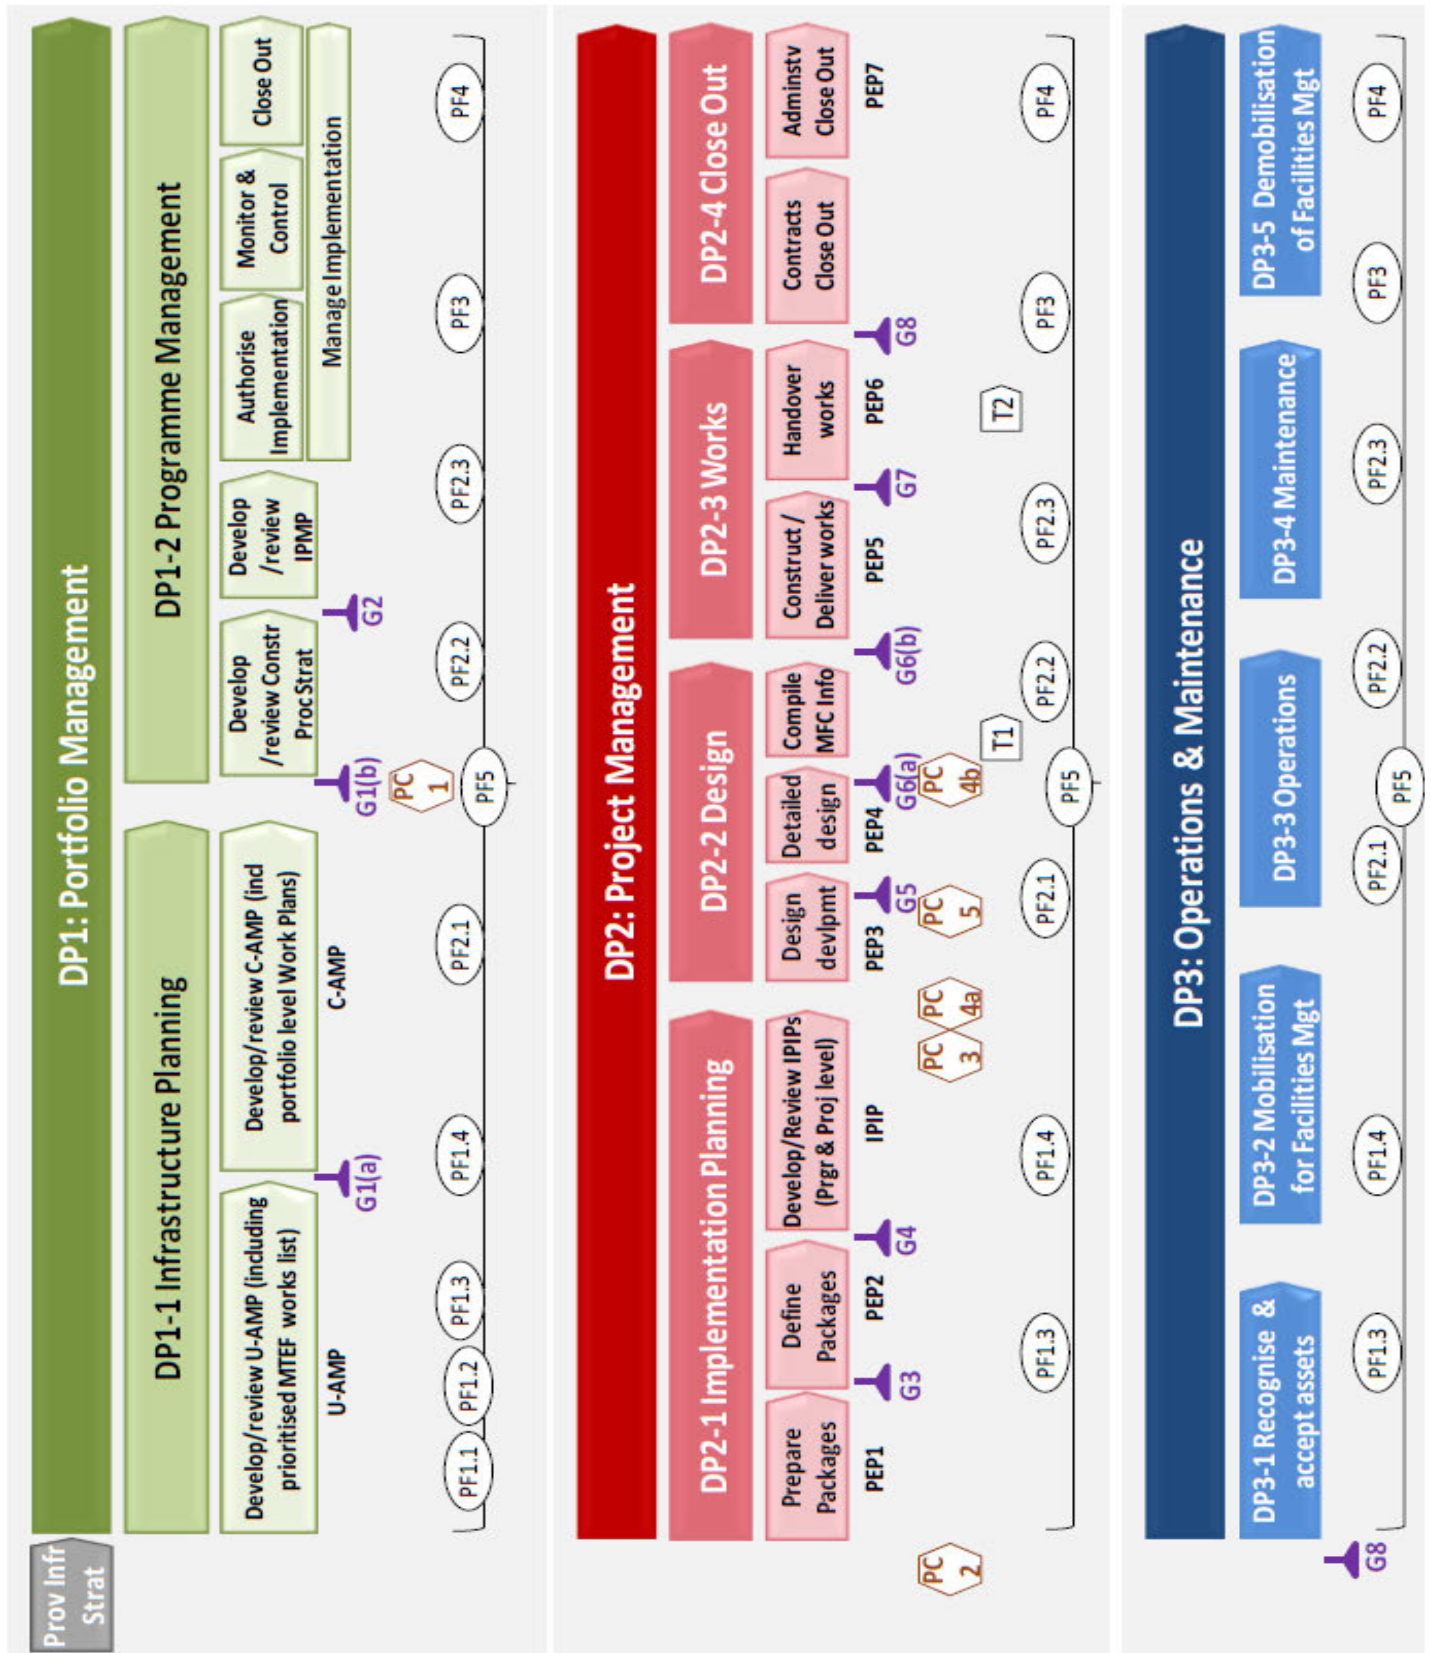 Prov Infr
Strat
DP1: Portfolio Management
DP1-1 Infrastructure Planning
DP1-2 Programme Management
Develop/review U-AMP (including
prioritised MTEF works list)
Develop/review C-AMP (incl
portfolio level Work Plans)
Develop
/review Constr
Proc Strat
Develop
/review
IPMP
Authorise
Implementation
Monitor &
Control
Close Out
Manage Implementation
U-AMP
G1(a)
C-AMP
G1(b)
G2
PC
1
PF1.1
PF1.2
PF1.3
PF1.4
PF2.1
PF5
PF2.2
PF2.3
PF3
PF4
DP2: Project Management
DP2-1 Implementation Planning
DP2-2 Design
DP2-3 Works
DP2-4 Close Out
Prepare
Packages
Define
Packages
Develop/Review IPIPs
(Prgr & Proj level)
Design
devlpmt
Detailed
design
Compile
MFC Info
Construct /
Deliver works
Handover
works
Contracts
Close Out
Adminstv
Close Out
PEP1
G3
PEP2
G4
IPIP
PEP3
G5
PEP4
G6(a)
G6(b)
PEP5
G7
PEP6
G8
PEP7
PC
2
PC
3
PC
4a
PC
5
PC
4b
T1
T2
PF1.3
PF1.4
PF2.1
PF5
PF2.2
PF2.3
PF3
PF4
DP3: Operations & Maintenance
DP3-1 Recognise &
accept assets
DP3-2 Mobilisation
for Facilities Mgt
DP3-3 Operations
DP3-4 Maintenance
DP3-5 Demobilisation
of Facilities Mgt
G8
PF1.3
PF1.4
PF2.1
PF5
PF2.2
PF2.3
PF3
PF4